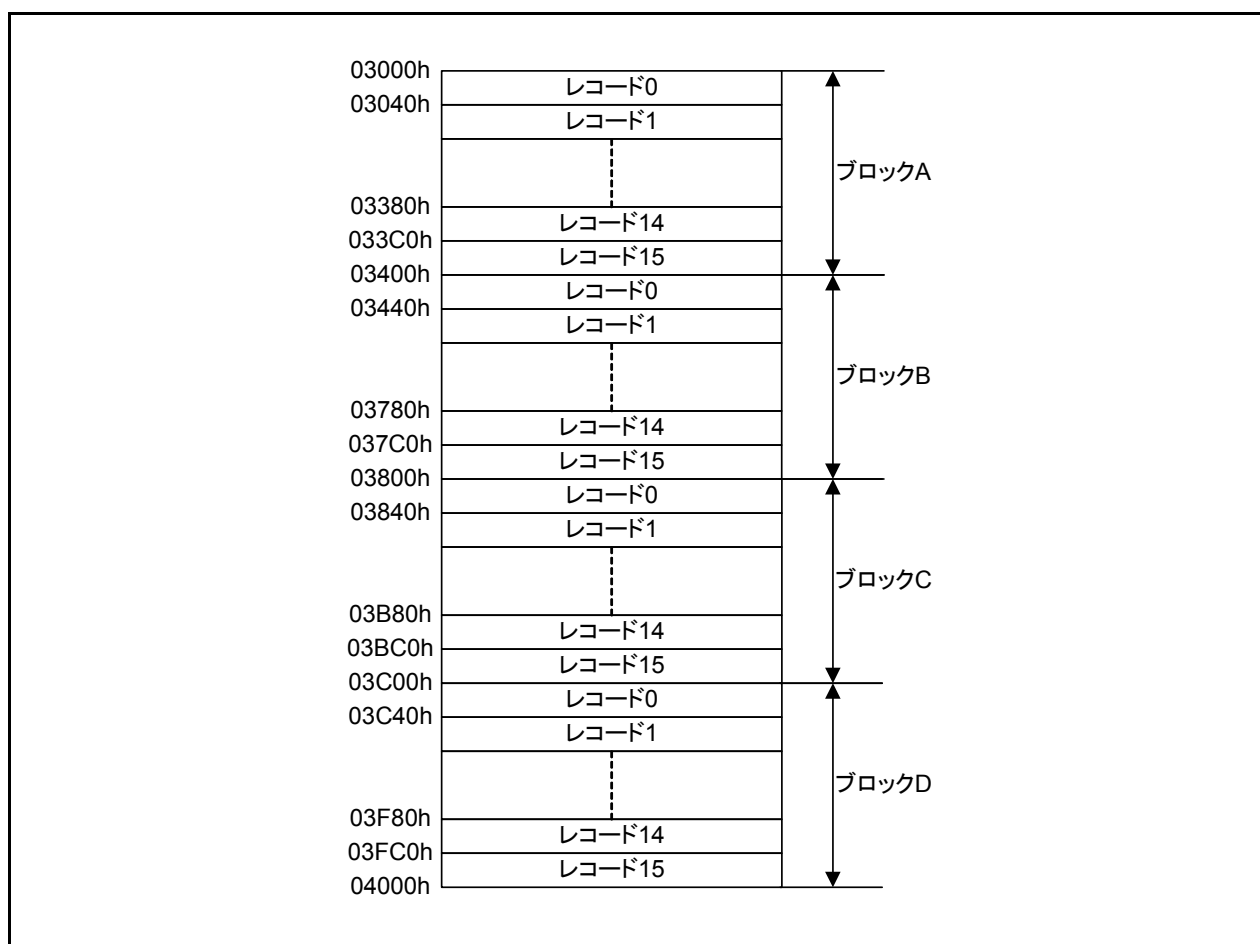 03000h
レコード0
03040h
レコード1
ブロックA
03380h
レコード14
033C0h
レコード15
03400h
レコード0
03440h
レコード1
ブロックB
03780h
レコード14
037C0h
レコード15
03800h
レコード0
03840h
レコード1
ブロックC
03B80h
レコード14
03BC0h
レコード15
03C00h
レコード0
03C40h
レコード1
ブロックD
03F80h
レコード14
03FC0h
レコード15
04000h